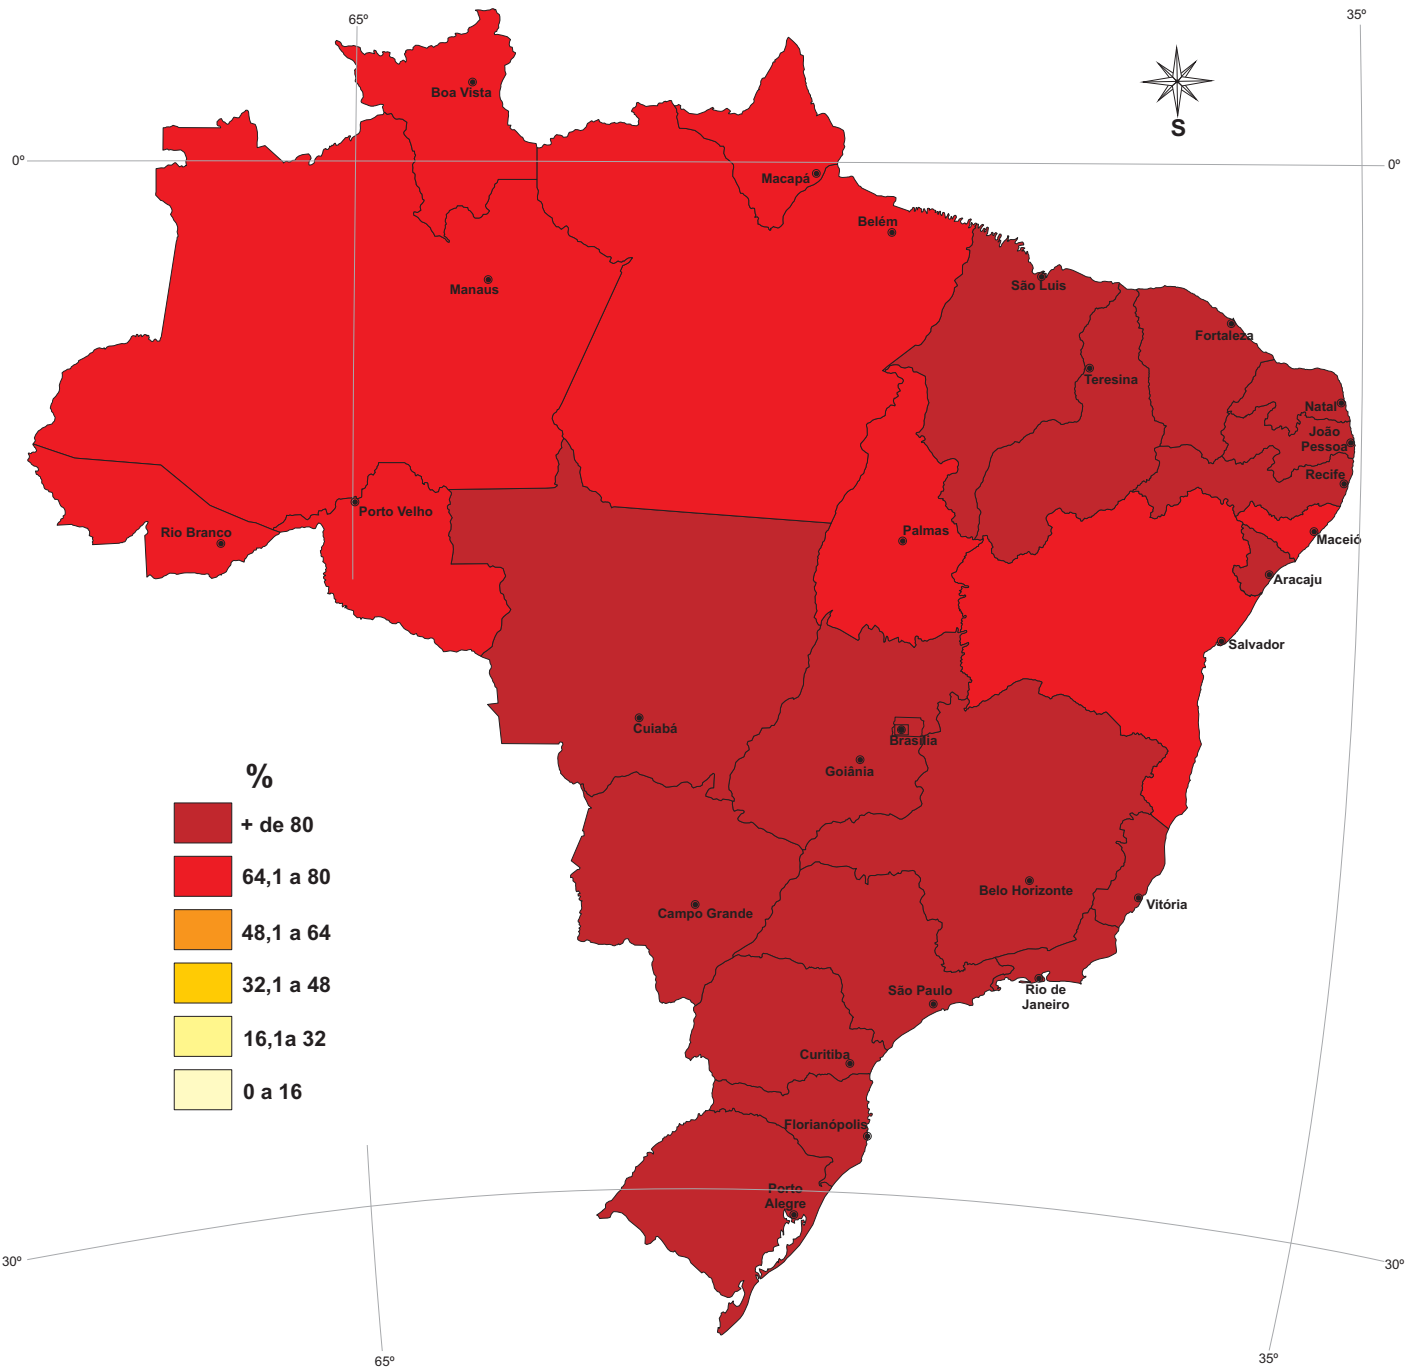 65º
35º
Boa Vista
S
0º
0º
Macapá
Belém
Manaus
São Luis
Fortaleza
Teresina
Natal
João
Pessoa
Recife
Porto Velho
Rio Branco
Palmas
Maceió
Aracaju
Salvador
Cuiabá
Brasília
Goiânia
%
+ de 80
64,1 a 80
48,1 a 64
32,1 a 48
16,1a 32
0 a 16
Belo Horizonte
Vitória
Campo Grande
São Paulo
Rio de
Janeiro
Curitiba
Florianópolis
Porto
Alegre
30º
30º
65º
35º